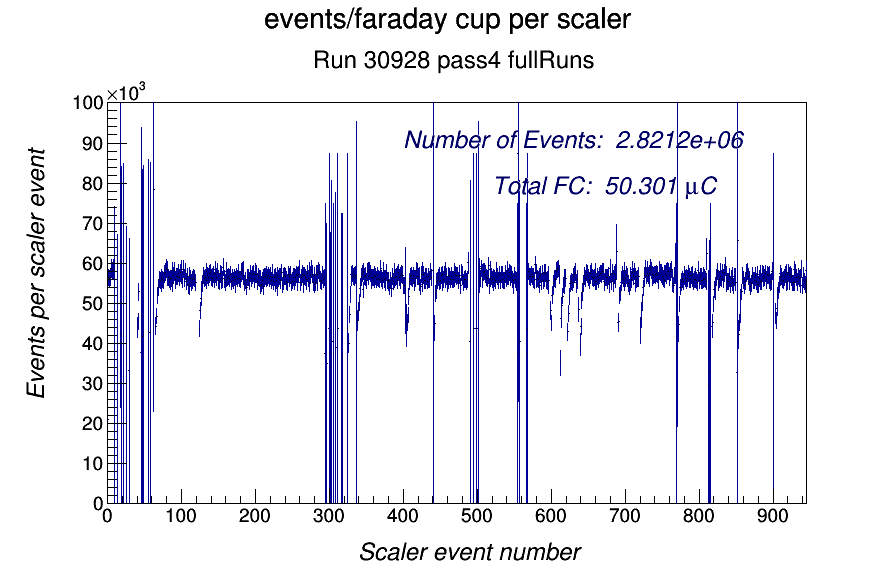 events/faraday cup per scaler
Run 30928 pass4 fullRuns
×10³
100
90
80
70
60
50
40
30
20
10
0
Events per scaler event
Number of Events: 2.8212e+06
Total FC: 50.301 μC
0 100 200 300 400 500 600 700 800 900
Scaler event number